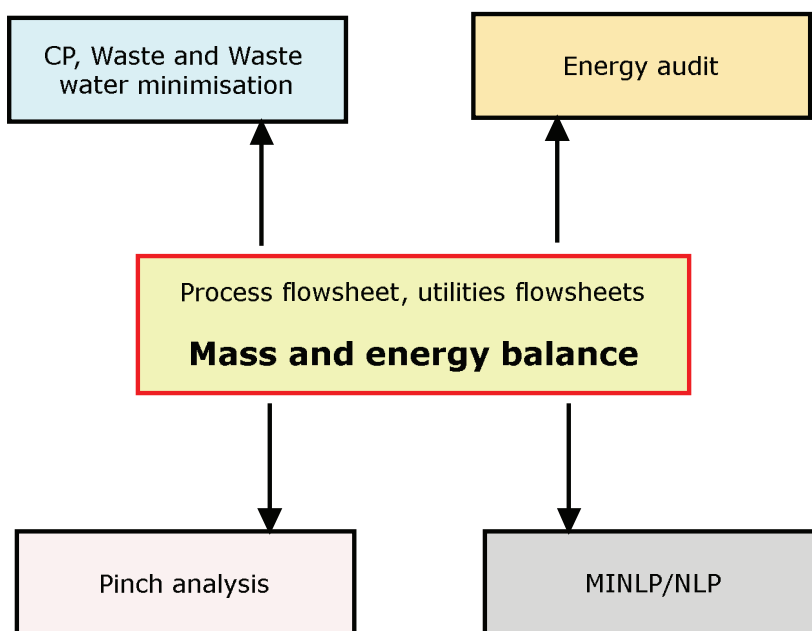 CP, Waste and Waste
water minimisation
Energy audit
Process flowsheet, utilities flowsheets
Mass and energy balance
Pinch analysis
MINLP/NLP